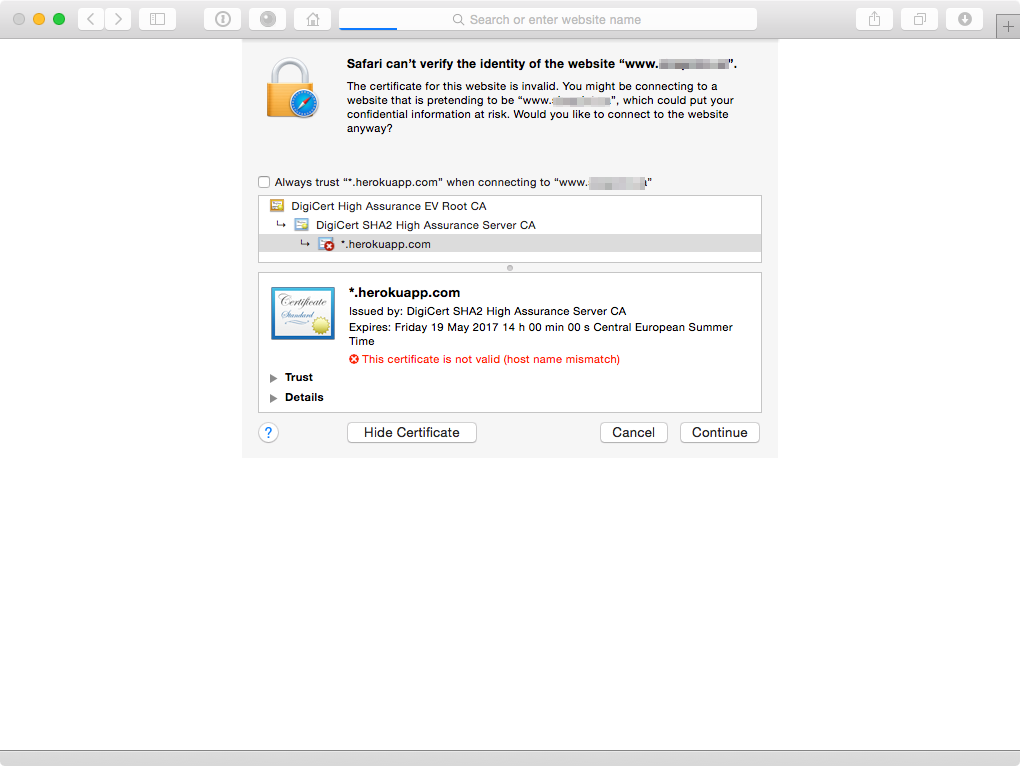 Search or enter website name
Safari can’t verify the identity of the website “www. ”.
The certificate for this website is invalid. You might be connecting to a
website that is pretending to be “www. ”, which could put your
confidential information at risk. Would you like to connect to the website
anyway?
Always trust “*.herokuapp.com” when connecting to “www. ”
DigiCert High Assurance EV Root CA
DigiCert SHA2 High Assurance Server CA
*.herokuapp.com
Certificate
Standard
*.herokuapp.com
Issued by: DigiCert SHA2 High Assurance Server CA
Expires: Friday 19 May 2017 14 h 00 min 00 s Central European Summer
Time
This certificate is not valid (host name mismatch)
Trust
Details
?
Hide Certificate
Cancel
Continue